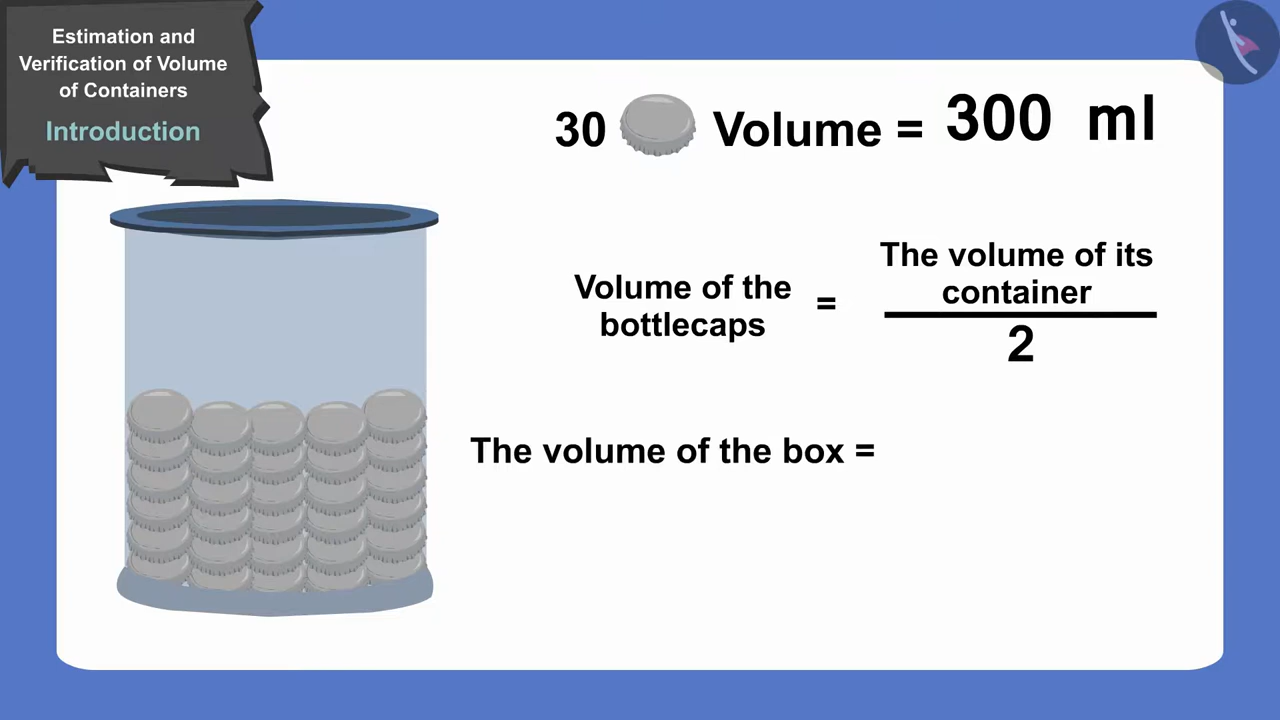 Estimation and
Verification of Volume
of Containers
Introduction
30 Volume = 300 ml
Volume of the
bottlecaps
=
The volume of its
container
2
The volume of the box =